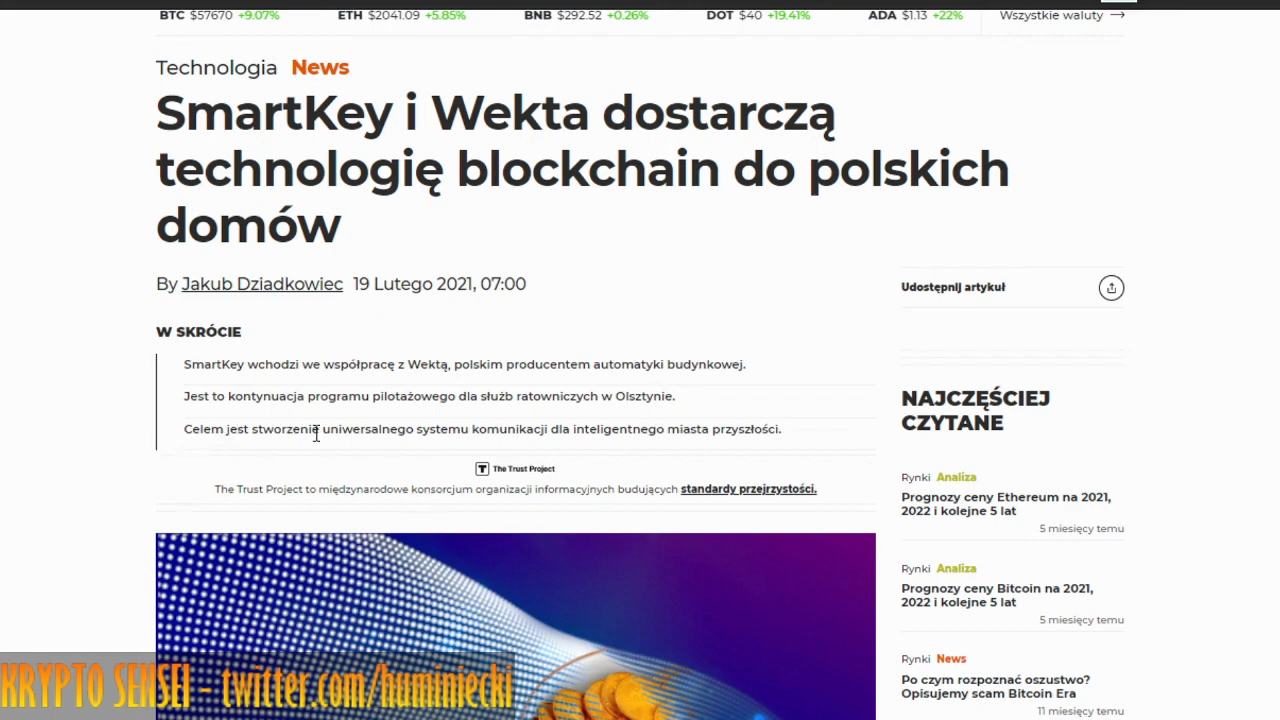 BTC $57670 +9.07% ETH $2041.09 +5.85% BNB $292.52 +0.26% DOT $40 +19.41% ADA $1.13 +22% Wszystkie waluty →
Technologia News
SmartKey i Wekta dostarczą
technologię blockchain do polskich
domów
By Jakub Dziadkowiec 19 Lutego 2021, 07:00
Udostępnij artykuł
W SKRÓCIE
SmartKey wchodzi we współpracę z Wektą, polskim producentem automatyki budynkowej.
Jest to kontynuacja programu pilotażowego dla służb ratowniczych w Olsztynie.
Celem jest stworzenie uniwersalnego systemu komunikacji dla inteligentnego miasta przyszłości.
T The Trust Project
The Trust Project to międzynarodowe konsorcjum organizacji informacyjnych budujących standardy przejrzystości.
NAJCZĘŚCIEJ
CZYTANE
Rynki Analiza
Prognozy ceny Ethereum na 2021,
2022 i kolejne 5 lat
5 miesięcy temu
Rynki Analiza
Prognozy ceny Bitcoin na 2021,
2022 i kolejne 5 lat
5 miesięcy temu
Rynki News
Po czym rozpoznać oszustwo?
Opisujemy scam Bitcoin Era
11 miesięcy temu
KRYPTO SENSEI - twitter.com/huminiecki